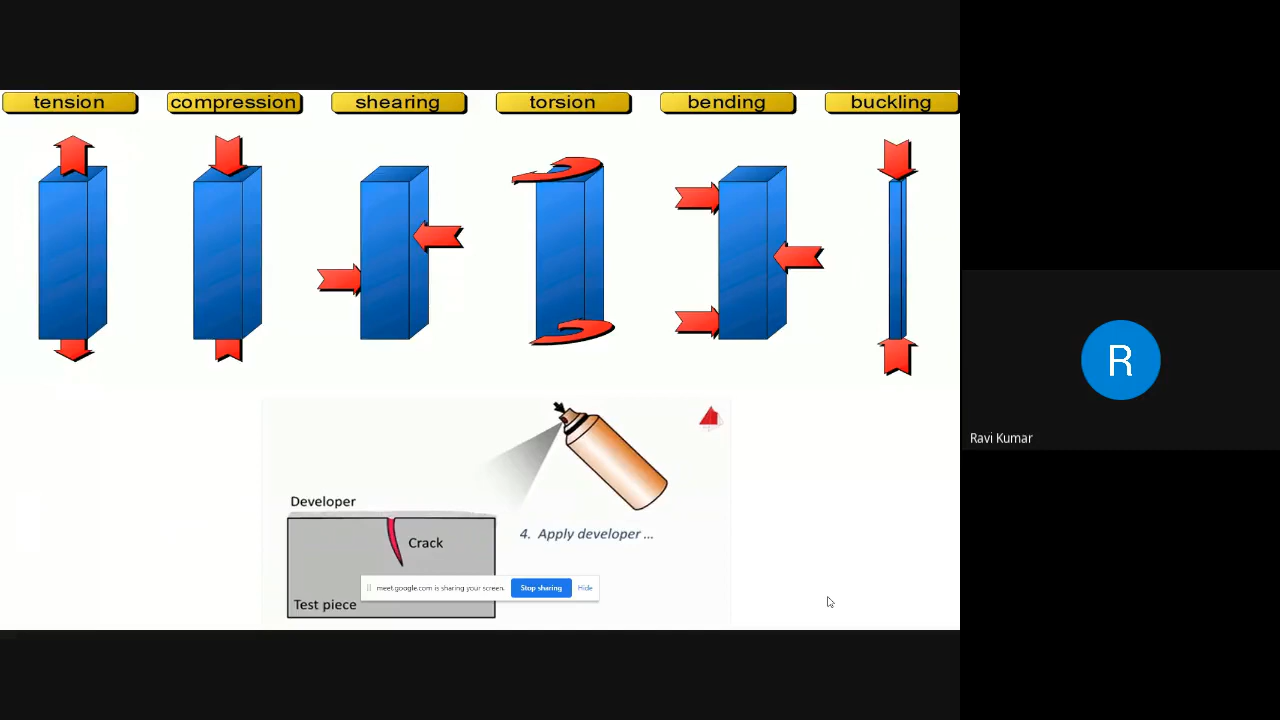 tension compression shearing torsion bending buckling
Developer
4. Apply developer ...
Crack
meet.google.com is sharing your screen. Stop sharing Hide
Test piece
R
Ravi Kumar